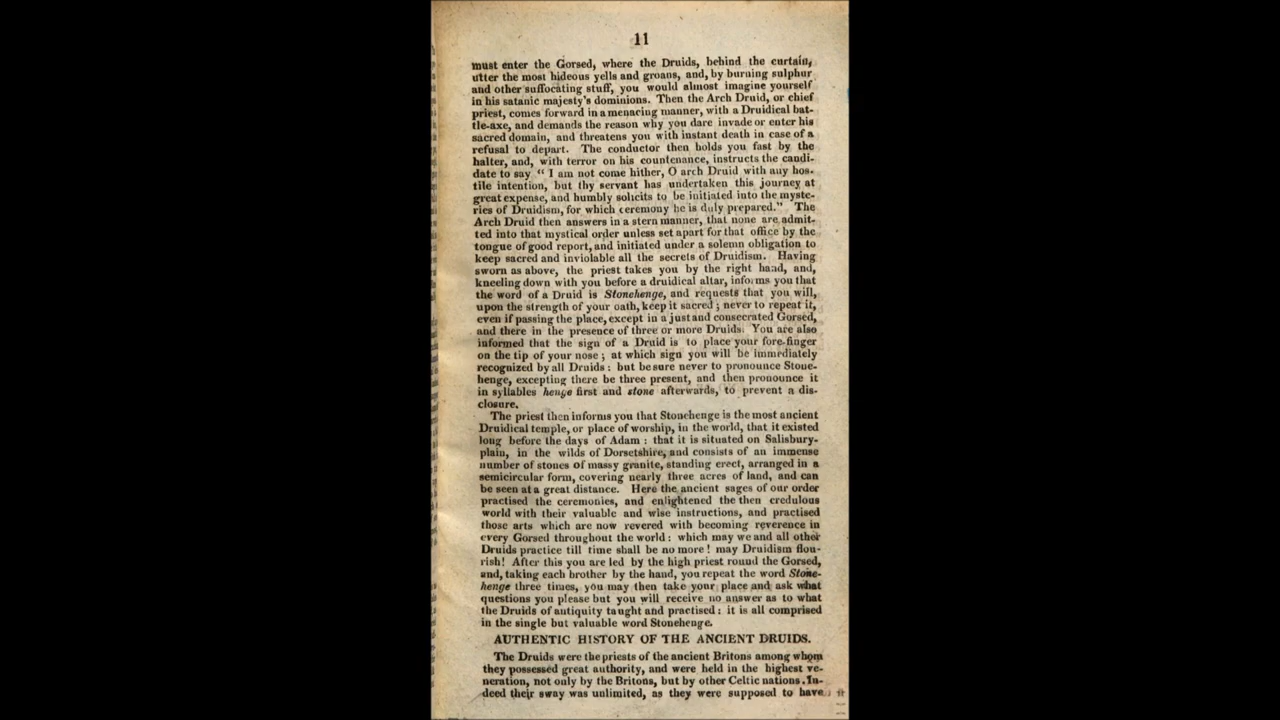 11
must enter the Gorsed, where the Druids, behind the curtain,
utter the most hideous yells and groans, and, by burning sulphur
and other suffocating stuff, you would almost imagine yourself
in his satanic majesty's dominions. Then the Arch Druid, or chief
priest, comes forward in a menacing manner, with a Druidical bat-
tle-axe, and demands the reason why you dare invade or enter his
sacred domain, and threatens you with instant death in case of a
refusal to depart. The conductor then holds you fast by the
halter, and, with terror on his countenance, instructs the candi-
date to say “ I am not come hither, O arch Druid with any hos-
tile intention, but thy servant has undertaken this journey at
great expense, and humbly solicits to be initiated into the myste-
ries of Druidism, for which ceremony he is duly prepared.” The
Arch Druid then answers in a stern manner, that none are admit-
ted into that mystical order unless set apart for that office by the
tongue of good report, and initiated under a solemn obligation to
keep sacred and inviolable all the secrets of Druidism. Having
sworn as above, the priest takes you by the right hand, and,
kneeling down with you before a druidical altar, informs you that
the word of a Druid is Stonehenge, and requests that you will,
upon the strength of your oath, keep it sacred ; never to repeat it,
even if passing the place, except in a just and consecrated Gorsed,
and there in the presence of three or more Druids. You are also
informed that the sign of a Druid is to place your fore-finger
on the tip of your nose ; at which sign you will be immediately
recognized by all Druids : but be sure never to pronounce Stone-
henge, excepting there be three present, and then pronounce it
in syllables henge first and stone afterwards, to prevent a dis-
closure.
The priest then informs you that Stonehenge is the most ancient
Druidical temple, or place of worship, in the world, that it existed
long before the days of Adam : that it is situated on Salisbury-
plain, in the wilds of Dorsetshire, and consists of an immense
number of stones of massy granite, standing erect, arranged in a
semicircular form, covering nearly three acres of land, and can
be seen at a great distance. Here the ancient sages of our order
practised the ceremonies, and enlightened the then credulous
world with their valuable and wise instructions, and practised
those arts which are now revered with becoming reverence in
every Gorsed throughout the world : which may we and all other
Druids practice till time shall be no more ! may Druidism flou-
rish! After this you are led by the high priest round the Gorsed,
and, taking each brother by the hand, you repeat the word Stone-
henge three times, you may then take your place and ask what
questions you please but you will receive no answer as to what
the Druids of antiquity taught and practised : it is all comprised
in the single but valuable word Stonehenge.
AUTHENTIC HISTORY OF THE ANCIENT DRUIDS.
The Druids were the priests of the ancient Britons among whom
they possessed great authority, and were held in the highest ve-
neration, not only by the Britons, but by other Celtic nations. In-
deed their sway was unlimited, as they were supposed to have